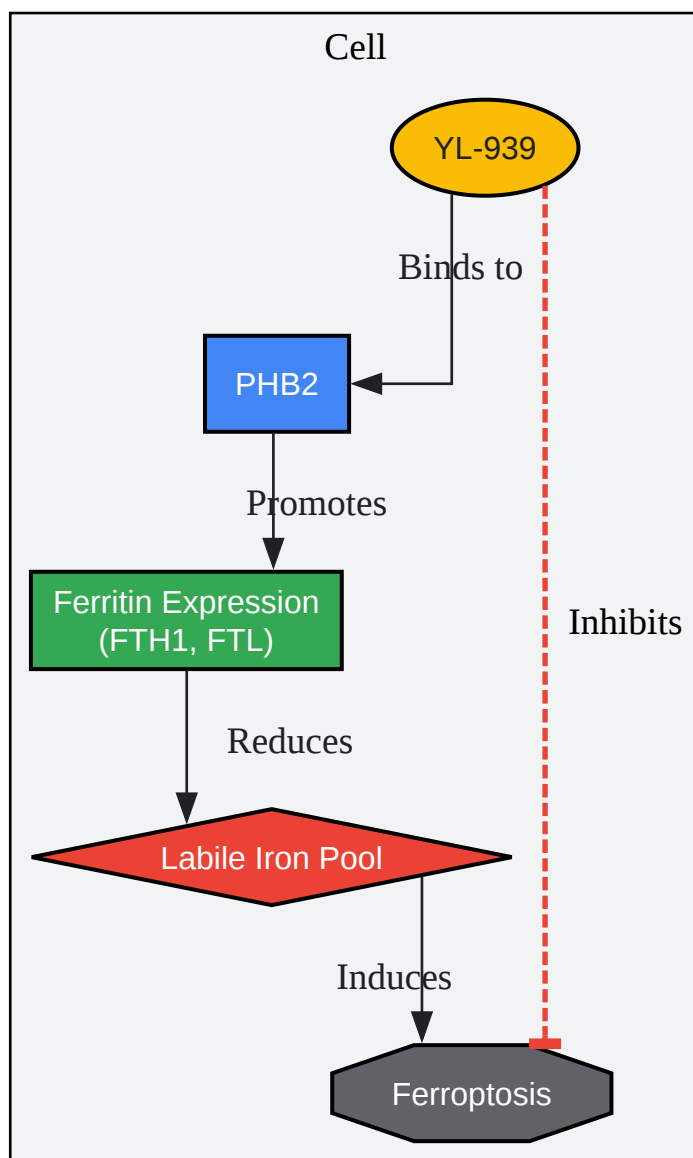 Cell
YL-939
Binds to
PHB2
Promotes
Ferritin Expression
(FTH1, FTL)
Inhibits
Reduces
Labile Iron Pool
Induces
Ferroptosis